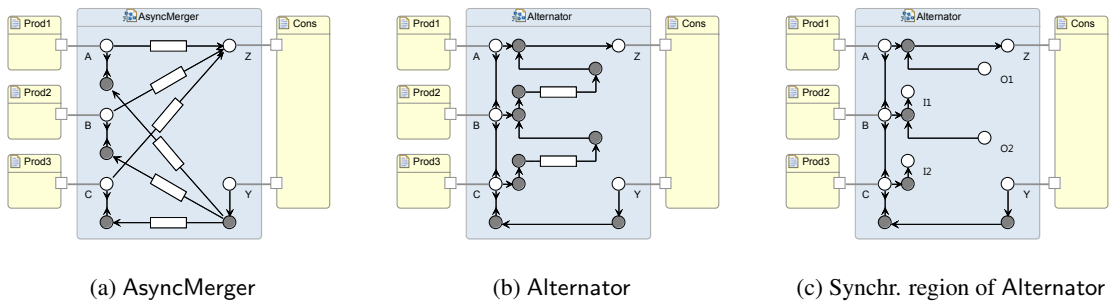 AsyncMerger
Prod1
Cons
A
Z
Prod2
B
Prod3
C
Y
(a) AsyncMerger
Alternator
Prod1
Cons
A
Z
Prod2
B
Prod3
C
Y
(b) Alternator
Alternator
Prod1
Cons
A
Z
O1
Prod2
I1
B
O2
Prod3
I2
C
Y
(c) Synchr. region of Alternator